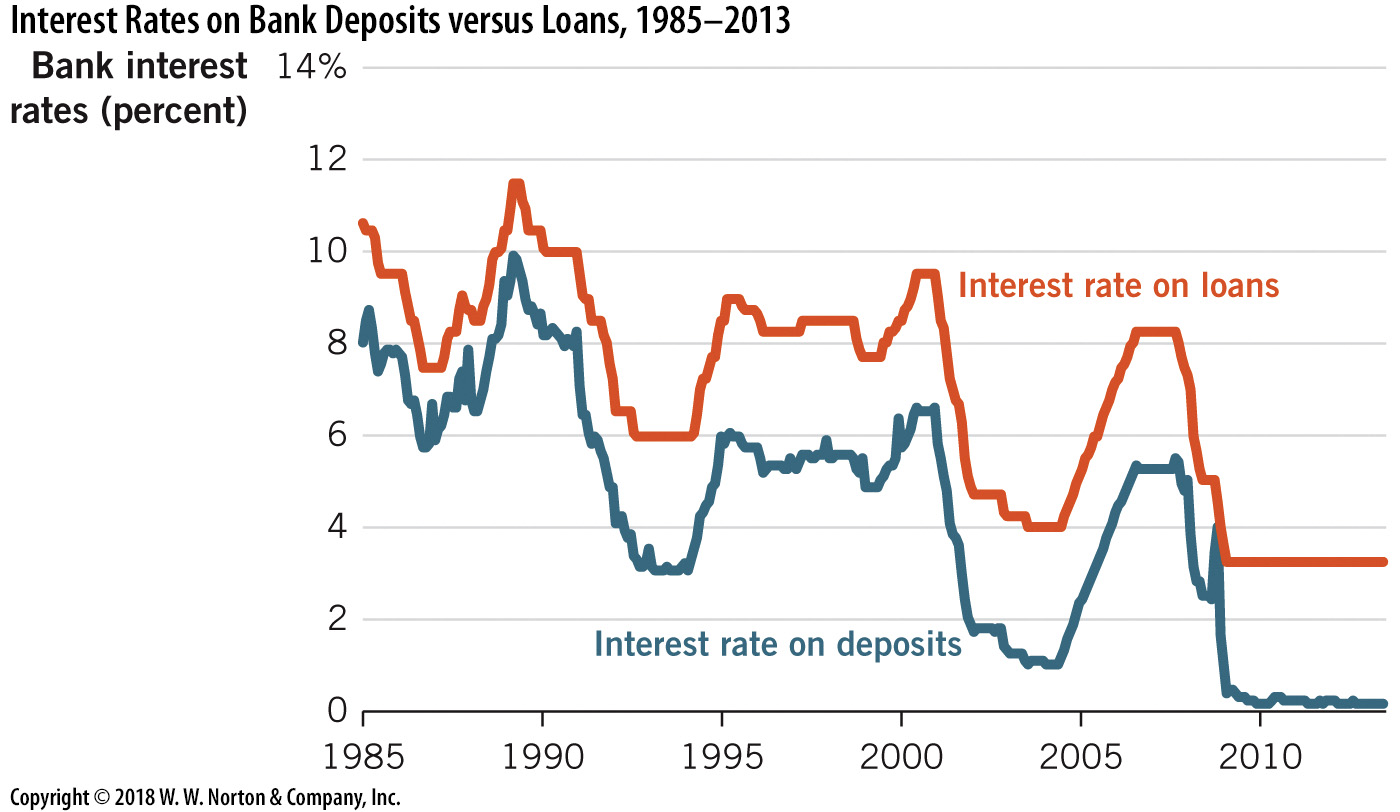 Interest Rates on Bank Deposits versus Loans, 1985–2013
Bank interest
rates (percent)
14%
12
10
8
6
4
2
0
Interest rate on loans
Interest rate on deposits
1985 1990 1995 2000 2005 2010
Copyright © 2018 W. W. Norton & Company, Inc.